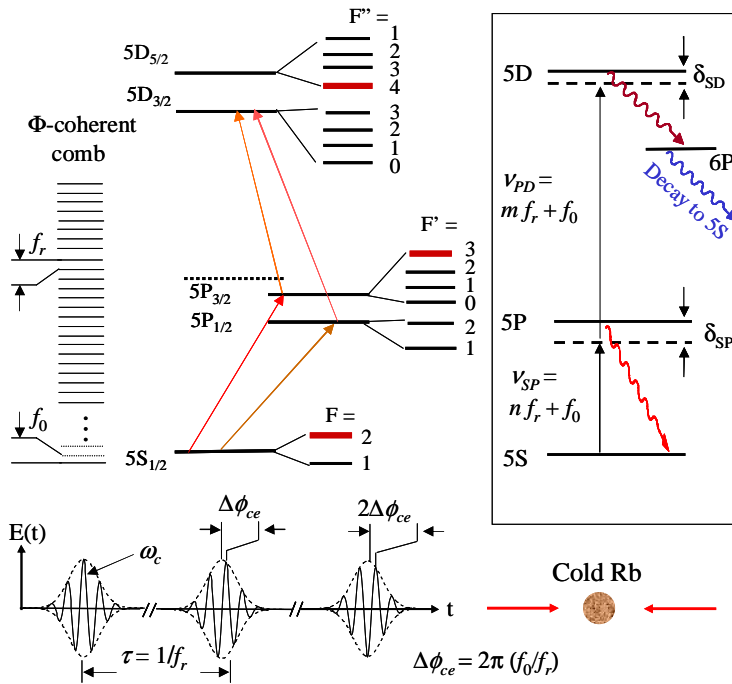 F" =
5D5/2
1
2
3
4
5D3/2
3
2
1
0
Φ-coherent
comb
fr
f0
F' =
3
2
1
0
5P3/2
5P1/2
2
1
F =
2
1
5S1/2
5D
δSD
6P
Decay to 5S
νPD=
m fr + f0
5P
δSP
νSP=
n fr + f0
5S
E(t)
ωc
Δϕce
2Δϕce
t
τ = 1/fr
Δϕce = 2π (f0/fr)
Cold Rb